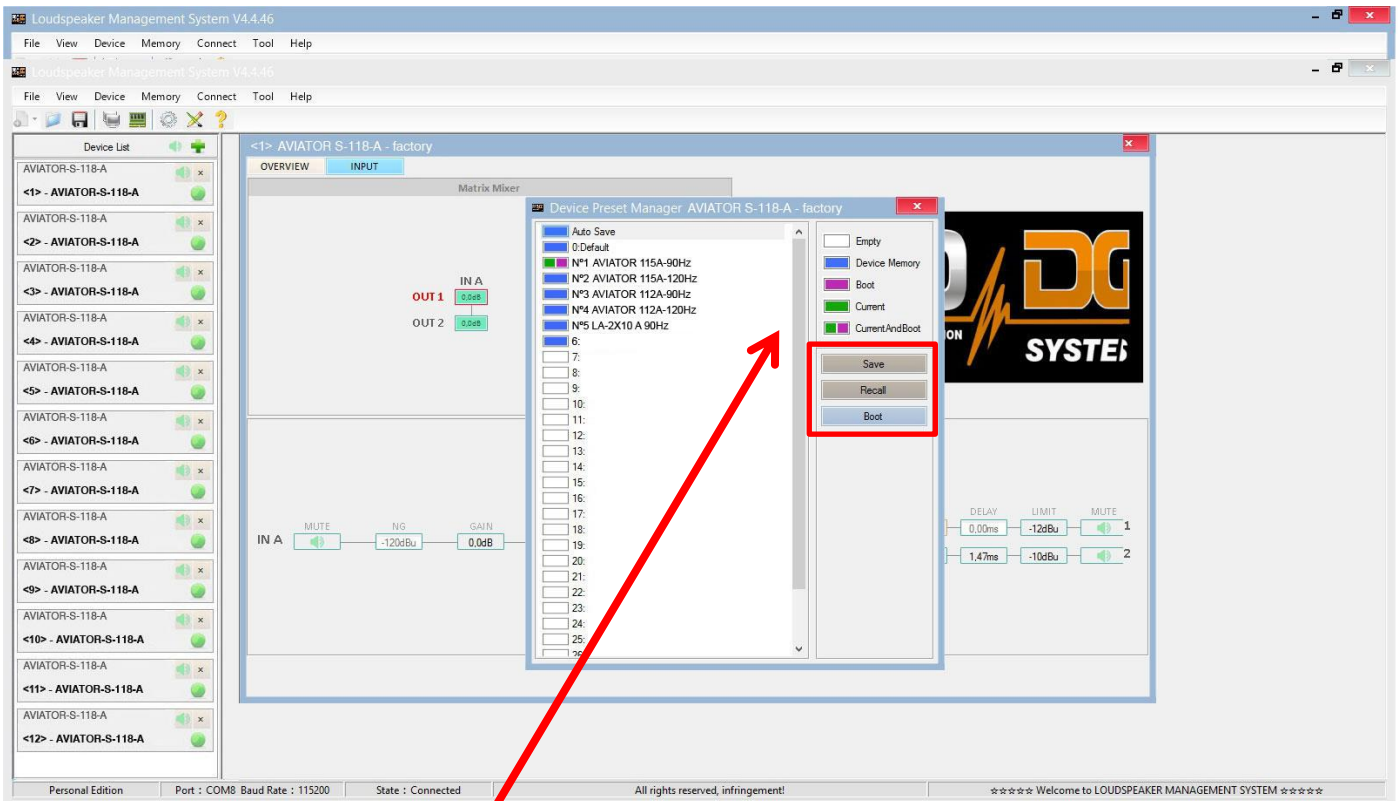 Loudspeaker Management System V4.4.46
File View Device Memory Connect Tool Help
Loudspeaker Management System V4.4.46
File View Device Memory Connect Tool Help
Device List
AVIATOR-S-118-A
<1> - AVIATOR-S-118-A
AVIATOR-S-118-A
<2> - AVIATOR-S-118-A
AVIATOR-S-118-A
<3> - AVIATOR-S-118-A
AVIATOR-S-118-A
<4> - AVIATOR-S-118-A
AVIATOR-S-118-A
<5> - AVIATOR-S-118-A
AVIATOR-S-118-A
<6> - AVIATOR-S-118-A
AVIATOR-S-118-A
<7> - AVIATOR-S-118-A
AVIATOR-S-118-A
<8> - AVIATOR-S-118-A
AVIATOR-S-118-A
<9> - AVIATOR-S-118-A
AVIATOR-S-118-A
<10> - AVIATOR-S-118-A
AVIATOR-S-118-A
<11> - AVIATOR-S-118-A
AVIATOR-S-118-A
<12> - AVIATOR-S-118-A
<1> AVIATOR S-118-A - factory
OVERVIEW INPUT
Matrix Mixer
IN A
OUT 1 0,0dB
OUT 2 0,0dB
IN A
MUTE
NG
-120dBu
GAIN
0,0dB
Device Preset Manager AVIATOR S-118-A - factory
Auto Save
0:Default
Nº1 AVIATOR 115A-90Hz
Nº2 AVIATOR 115A-120Hz
Nº3 AVIATOR 112A-90Hz
Nº4 AVIATOR 112A-120Hz
Nº5 LA-2X10 A 90Hz
6:
7:
8:
9:
10:
11:
12:
13:
14:
15:
16:
17:
18:
19:
20:
21:
22:
23:
24:
25:
26:
Empty
Device Memory
Boot
Current
CurrentAndBoot
Save
Recall
Boot
DG
ION
SYSTE
DELAY LIMIT MUTE
0,00ms -12dBu 1
1,47ms -10dBu 2
Personal Edition Port : COM8 Baud Rate : 115200 State : Connected All rights reserved, infringement! ☆☆☆☆☆ Welcome to LOUDSPEAKER MANAGEMENT SYSTEM ☆☆☆☆☆